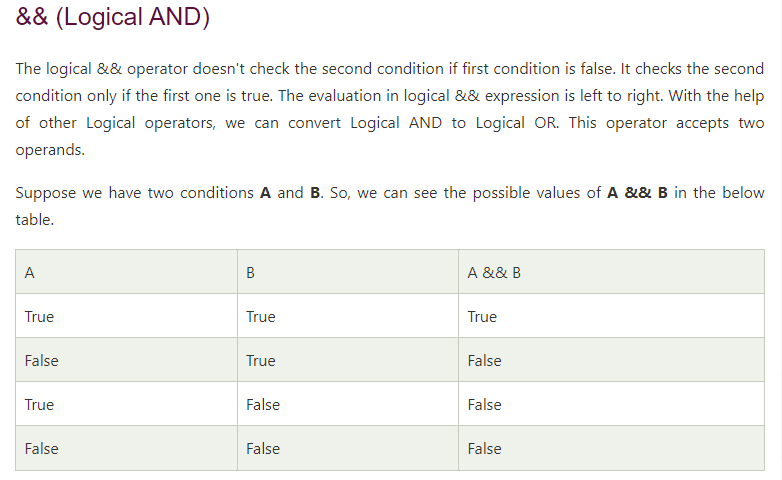 && (Logical AND)
The logical && operator doesn't check the second condition if first condition is false. It checks the second
condition only if the first one is true. The evaluation in logical && expression is left to right. With the help
of other Logical operators, we can convert Logical AND to Logical OR. This operator accepts two
operands.
Suppose we have two conditions A and B. So, we can see the possible values of A && B in the below
table.
A B A && B
True True True
False True False
True False False
False False False